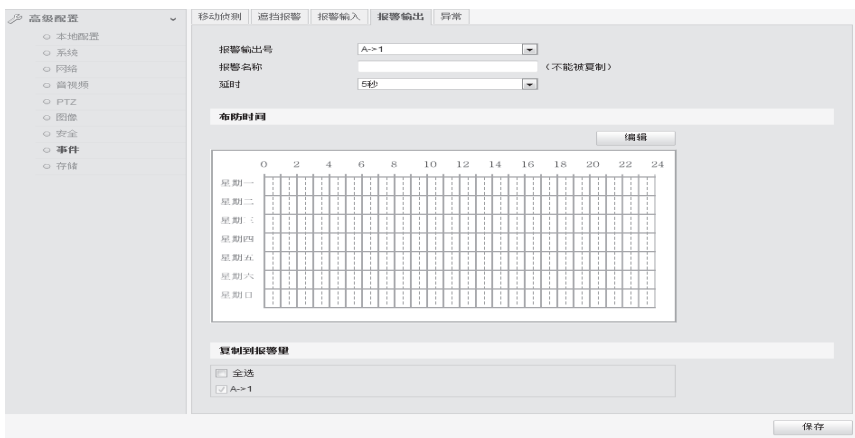 高级配置
本地配置
系统
网络
音视频
PTZ
图像
安全
事件
存储
移动侦测 遮挡报警 报警输入 报警输出 异常
报警输出号 A->1
报警名称 (不能被复制)
延时 5秒
布防时间
编辑
0 2 4 6 8 10 12 14 16 18 20 22 24
星期一
星期二
星期三
星期四
星期五
星期六
星期日
复制到报警量
全选
A->1
保存